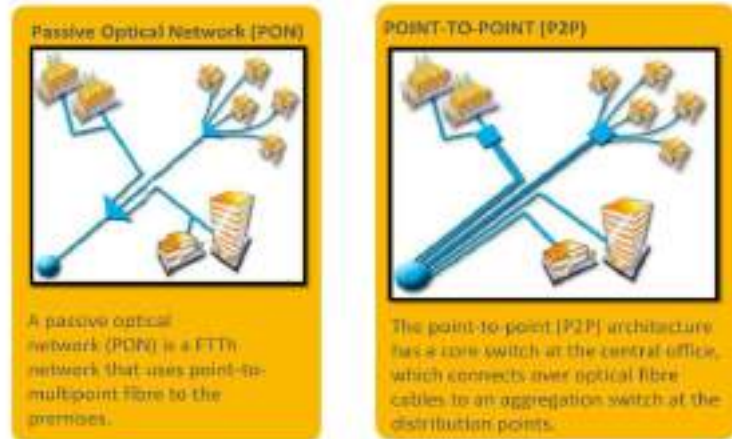 Passive Optical Network (PON)
A passive optical
network (PON) is a FTTh
network that uses point-to-
multipoint fibre to the
premises.
POINT-TO-POINT (P2P)
The point-to-point (P2P) architecture
has a core switch at the central office,
which connects over optical fibre
cables to an aggregation switch at the
distribution points.